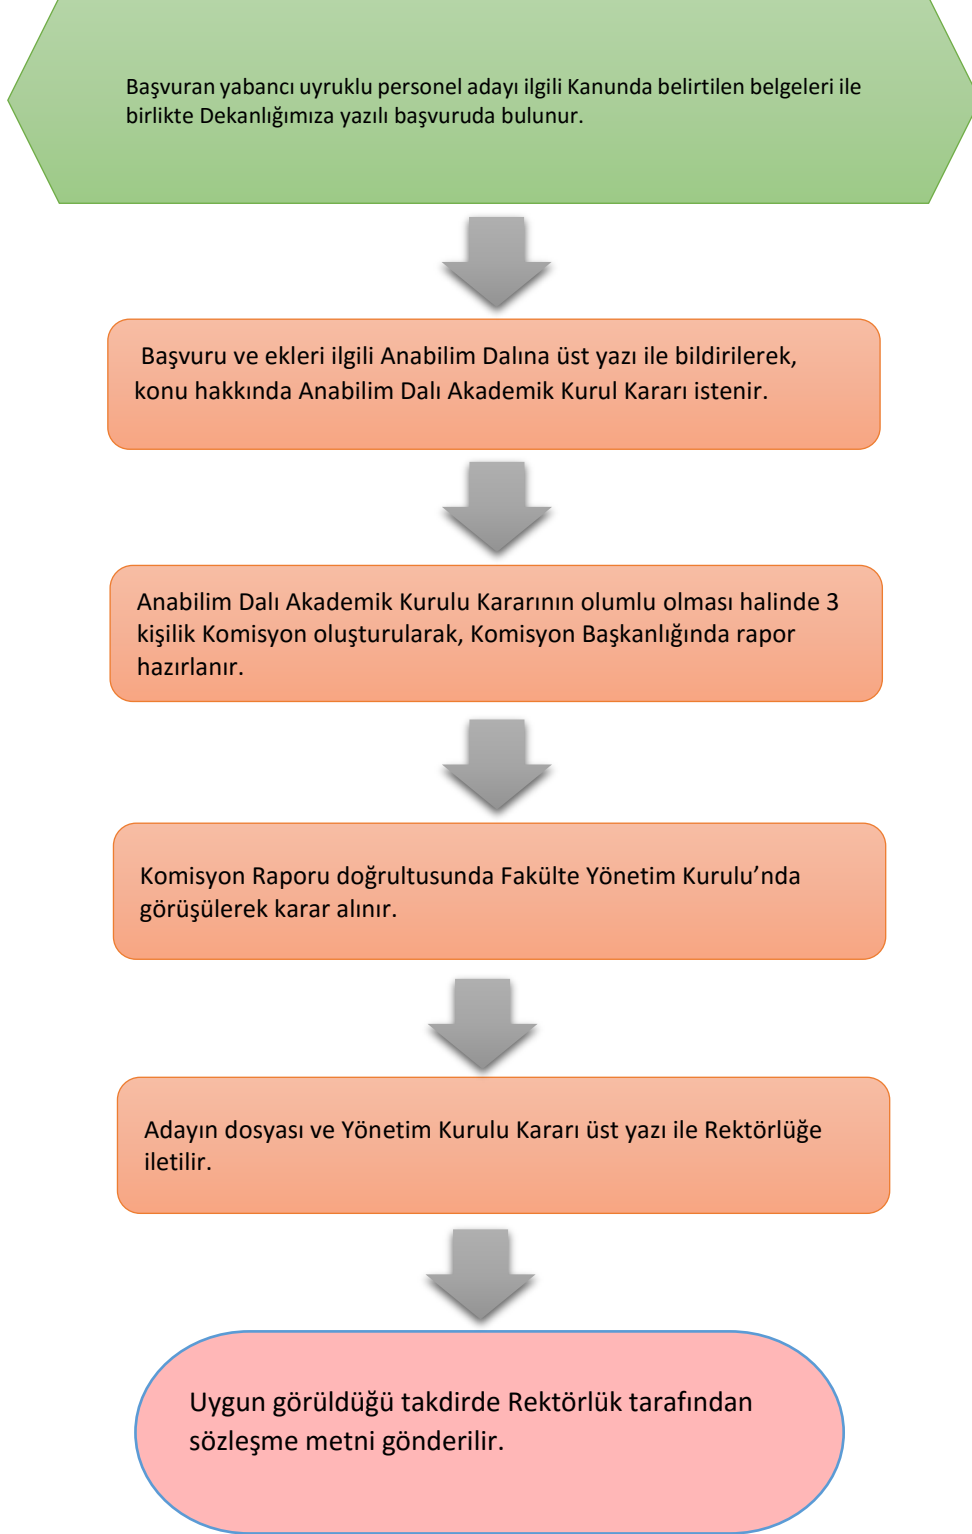 Başvuran yabancı uyruklu personel adayı ilgili Kanunda belirtilen belgeleri ile
birlikte Dekanlığımıza yazılı başvuruda bulunur.
Başvuru ve ekleri ilgili Anabilim Dalına üst yazı ile bildirilerek,
konu hakkında Anabilim Dalı Akademik Kurul Kararı istenir.
Anabilim Dalı Akademik Kurulu Kararının olumlu olması halinde 3
kişilik Komisyon oluşturularak, Komisyon Başkanlığında rapor
hazırlanır.
Komisyon Raporu doğrultusunda Fakülte Yönetim Kurulu’nda
görüşülerek karar alınır.
Adayın dosyası ve Yönetim Kurulu Kararı üst yazı ile Rektörlüğe
iletilir.
Uygun görüldüğü takdirde Rektörlük tarafından
sözleşme metni gönderilir.